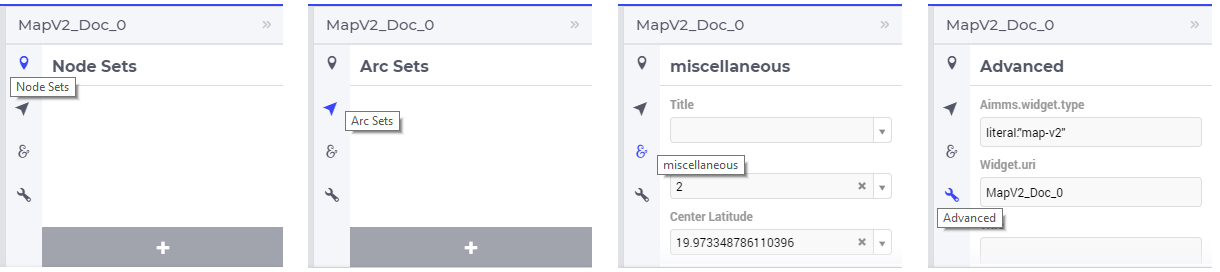 MapV2_Doc_0 »
Node Sets
Node Sets
+
MapV2_Doc_0 »
Arc Sets
Arc Sets
+
MapV2_Doc_0 »
miscellaneous
Title
&
miscellaneous
2
Center Latitude
19.973348786110396
MapV2_Doc_0 »
Advanced
Aimms.widget.type
literal:"map-v2"
Widget.uri
MapV2_Doc_0
Advanced